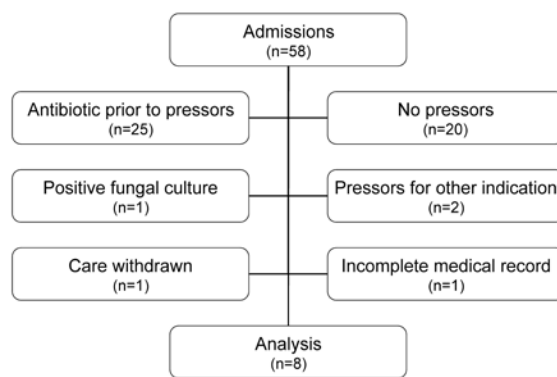 Admissions
(n=58)
Antibiotic prior to pressors
(n=25)
No pressors
(n=20)
Positive fungal culture
(n=1)
Pressors for other indication
(n=2)
Care withdrawn
(n=1)
Incomplete medical record
(n=1)
Analysis
(n=8)